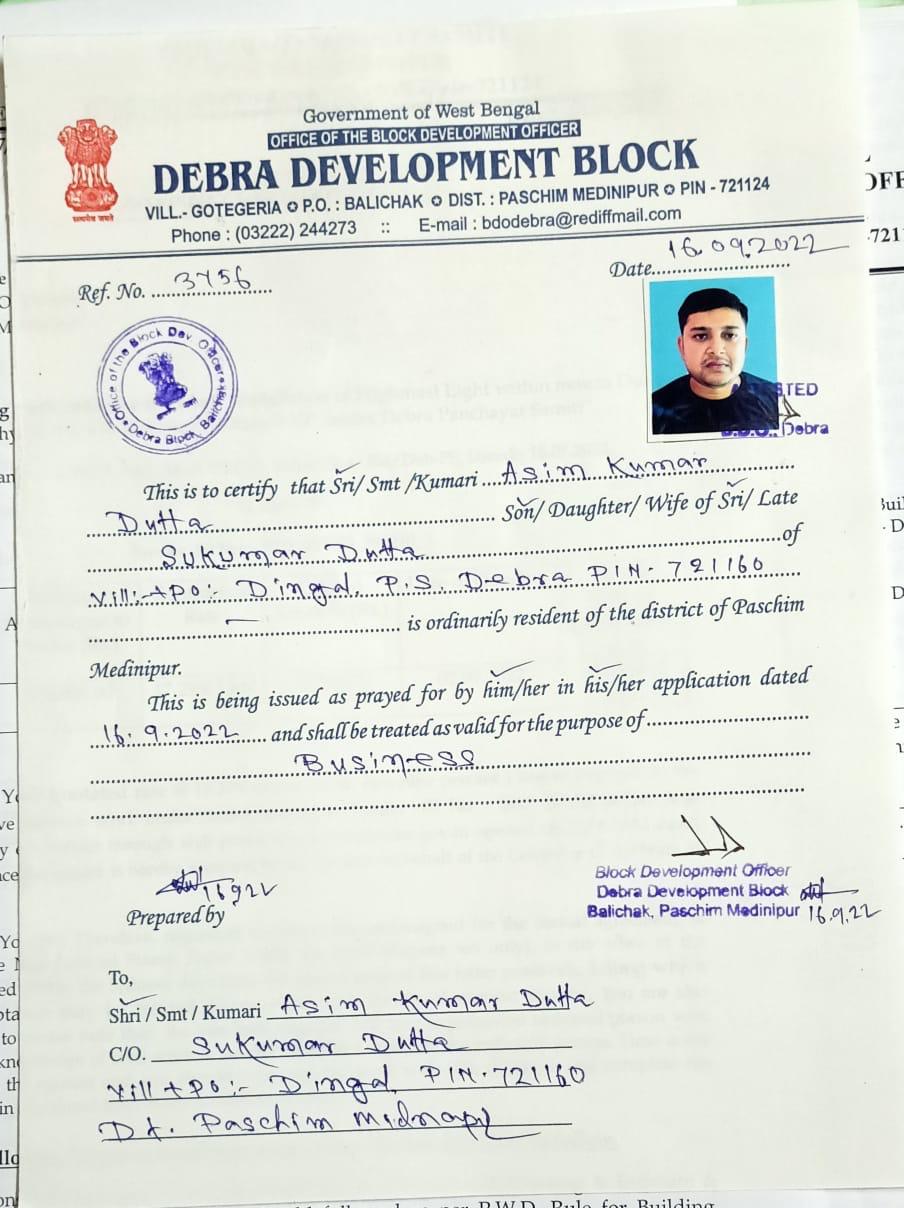 Government of West Bengal
OFFICE OF THE BLOCK DEVELOPMENT OFFICER
DEBRA DEVELOPMENT BLOCK
VILL.- GOTEGERIA ✪ P.O. : BALICHAK ✪ DIST. : PASCHIM MEDINIPUR ✪ PIN - 721124
Phone : (03222) 244273 :: E-mail : bdodebra@rediffmail.com
सत्यमेव जयते
Ref. No. 3756
Date 16.09.2022
Office of the Block Dev. Officer
Debra Block, Balichak
B.D.O., Debra
This is to certify that Sri/ Smt /Kumari Asim Kumar
Dutta Son/ Daughter/ Wife of Sri/ Late
Sukumar Dutta of
Vill:-+PO:- Dingal, P.S. Debra PIN- 721160
is ordinarily resident of the district of Paschim
Medinipur.
This is being issued as prayed for by him/her in his/her application dated
16.9.2022 and shall be treated as valid for the purpose of
Business
Block Development Officer
Debra Development Block
Balichak, Paschim Medinipur 16.9.22
16922
Prepared by
To,
Shri / Smt / Kumari Asim Kumar Dutta
C/O. Sukumar Dutta
Vill + PO:- Dingal, PIN-721160
Dt. Paschim Midnapur